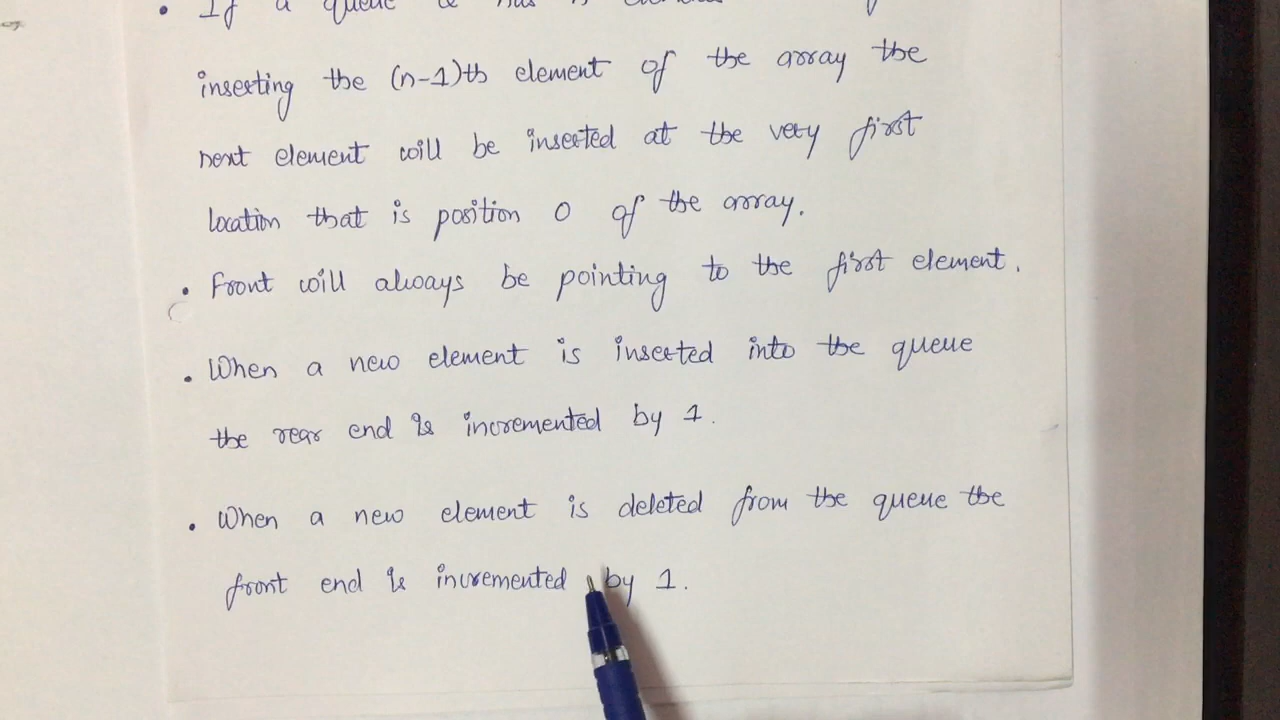 • If a queue
inserting the (n-1)th element of the array the
next element will be inserted at the very first
location that is position 0 of the array.
• Front will always be pointing to the first element.
• When a new element is inserted into the queue
the rear end is incremented by 1.
• When a new element is deleted from the queue the
front end is incremented by 1.